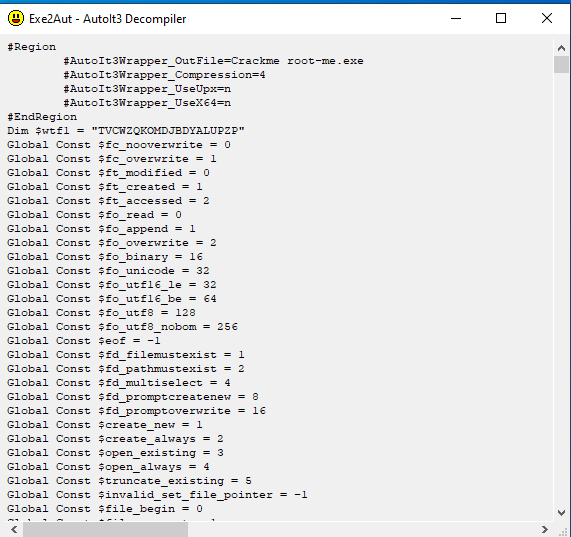 Exe2Aut - AutoIt3 Decompiler
#Region
#AutoIt3Wrapper_OutFile=Crackme root-me.exe
#AutoIt3Wrapper_Compression=4
#AutoIt3Wrapper_UseUpx=n
#AutoIt3Wrapper_UseX64=n
#EndRegion
Dim $wtf1 = "TVCWZQKOMDJBDYALUPZP"
Global Const $fc_nooverwrite = 0
Global Const $fc_overwrite = 1
Global Const $ft_modified = 0
Global Const $ft_created = 1
Global Const $ft_accessed = 2
Global Const $fo_read = 0
Global Const $fo_append = 1
Global Const $fo_overwrite = 2
Global Const $fo_binary = 16
Global Const $fo_unicode = 32
Global Const $fo_utf16_le = 32
Global Const $fo_utf16_be = 64
Global Const $fo_utf8 = 128
Global Const $fo_utf8_nobom = 256
Global Const $eof = -1
Global Const $fd_filemustexist = 1
Global Const $fd_pathmustexist = 2
Global Const $fd_multiselect = 4
Global Const $fd_promptcreatenew = 8
Global Const $fd_promptoverwrite = 16
Global Const $create_new = 1
Global Const $create_always = 2
Global Const $open_existing = 3
Global Const $open_always = 4
Global Const $truncate_existing = 5
Global Const $invalid_set_file_pointer = -1
Global Const $file_begin = 0